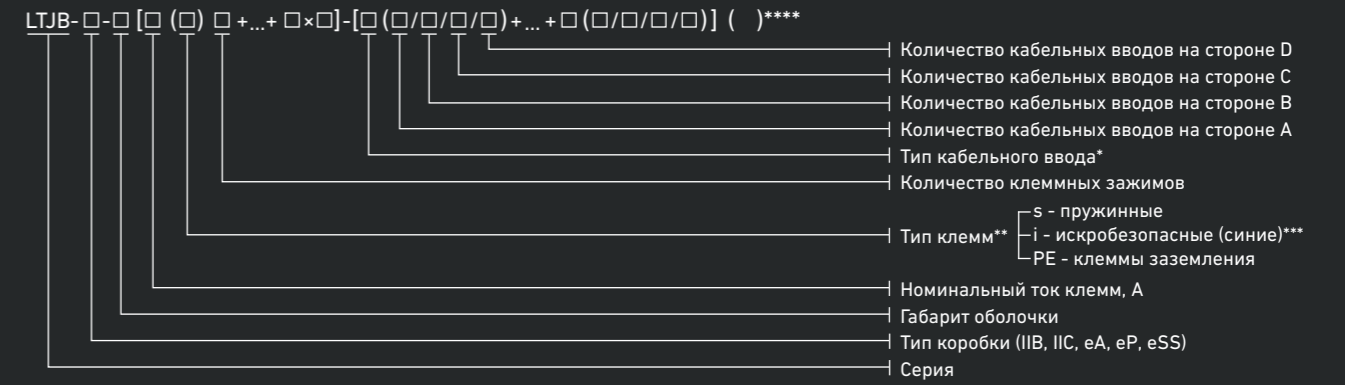 LTJB-□-□ [□ (□) □ +...+ □×□]-[□ (□/□/□/□)+... +□ (□/□/□/□)] ( )****
Количество кабельных вводов на стороне D
Количество кабельных вводов на стороне C
Количество кабельных вводов на стороне B
Количество кабельных вводов на стороне A
Тип кабельного ввода*
Количество клеммных зажимов
s - пружинные
Тип клемм** i - искробезопасные (синие)***
PE - клеммы заземления
Номинальный ток клемм, А
Габарит оболочки
Тип коробки (IIB, IIC, eA, eP, eSS)
Серия